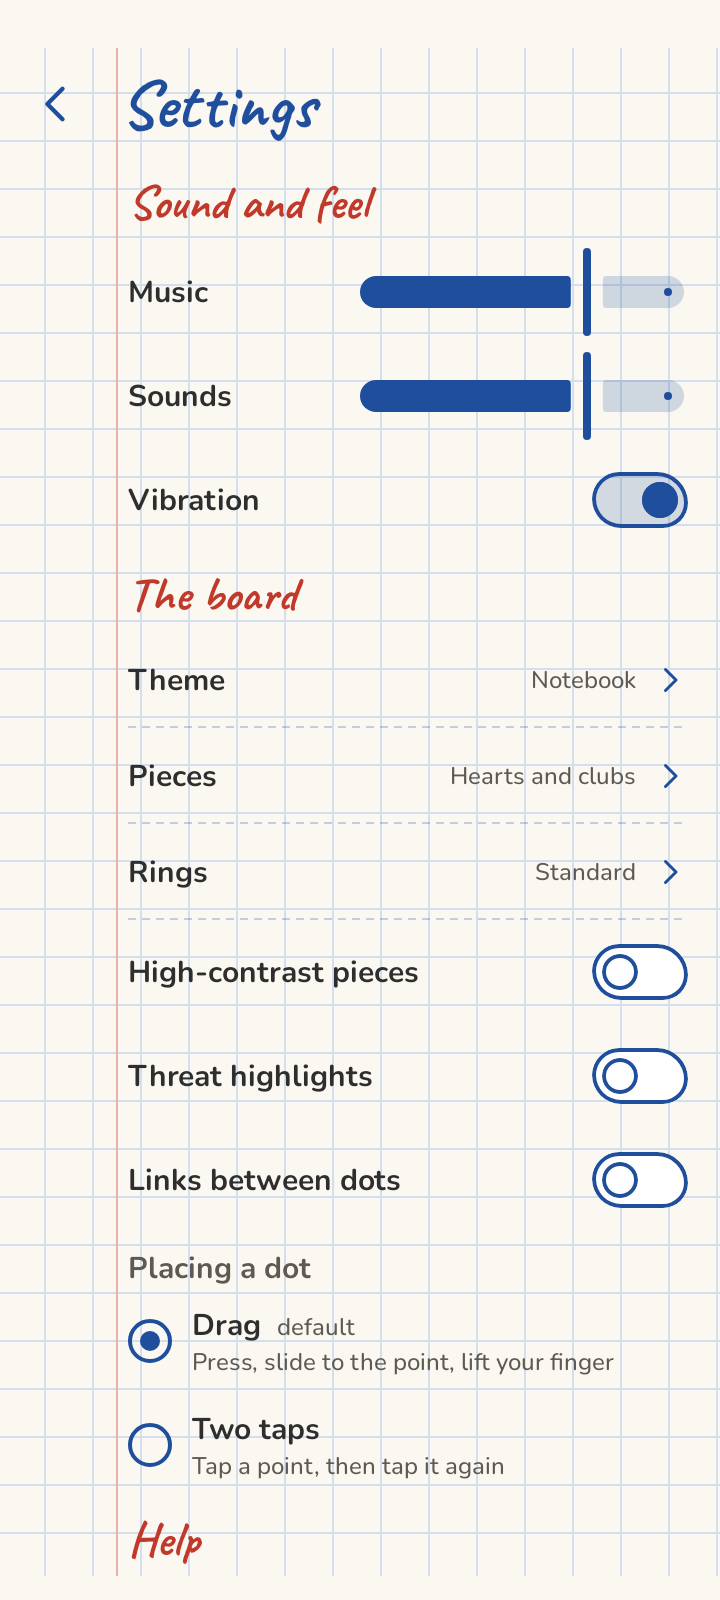 Settings
Sound and feel
Music
Sounds
Vibration
The board
Theme Notebook
Pieces Hearts and clubs
Rings Standard
High-contrast pieces
Threat highlights
Links between dots
Placing a dot
Drag default
Press, slide to the point, lift your finger
Two taps
Tap a point, then tap it again
Help